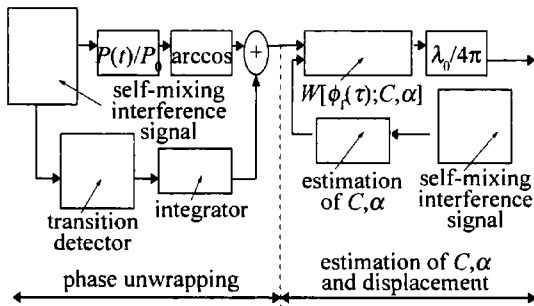 P(t)/P₀
arccos
+
λ₀/4π
self-mixing
interference
signal
W[ϕ_f(τ);C,α]
transition
detector
integrator
estimation
of C,α
self-mixing
interference
signal
phase unwrapping
estimation of C,α
and displacement